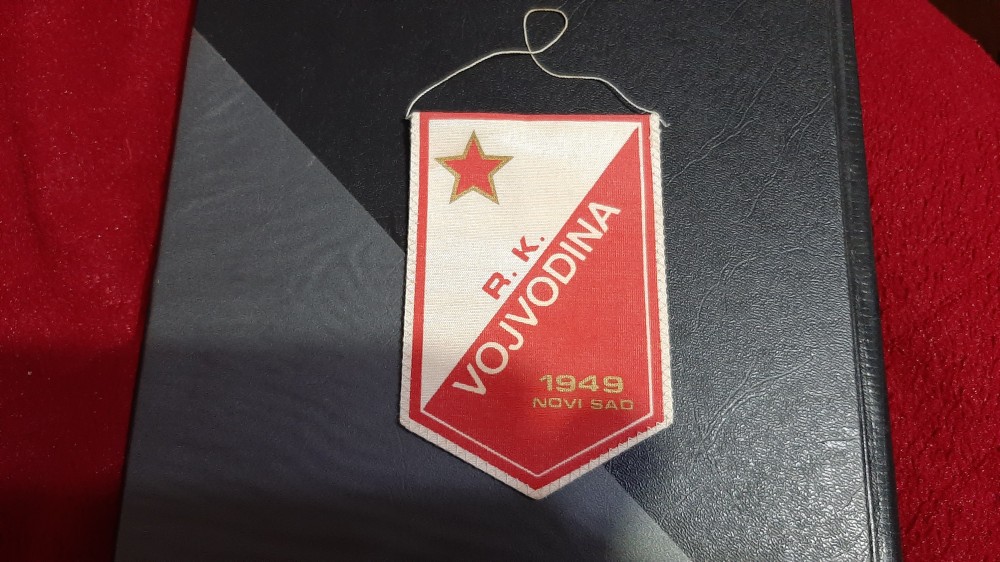 R. K.
VOJVODINA
1949
NOVI SAD